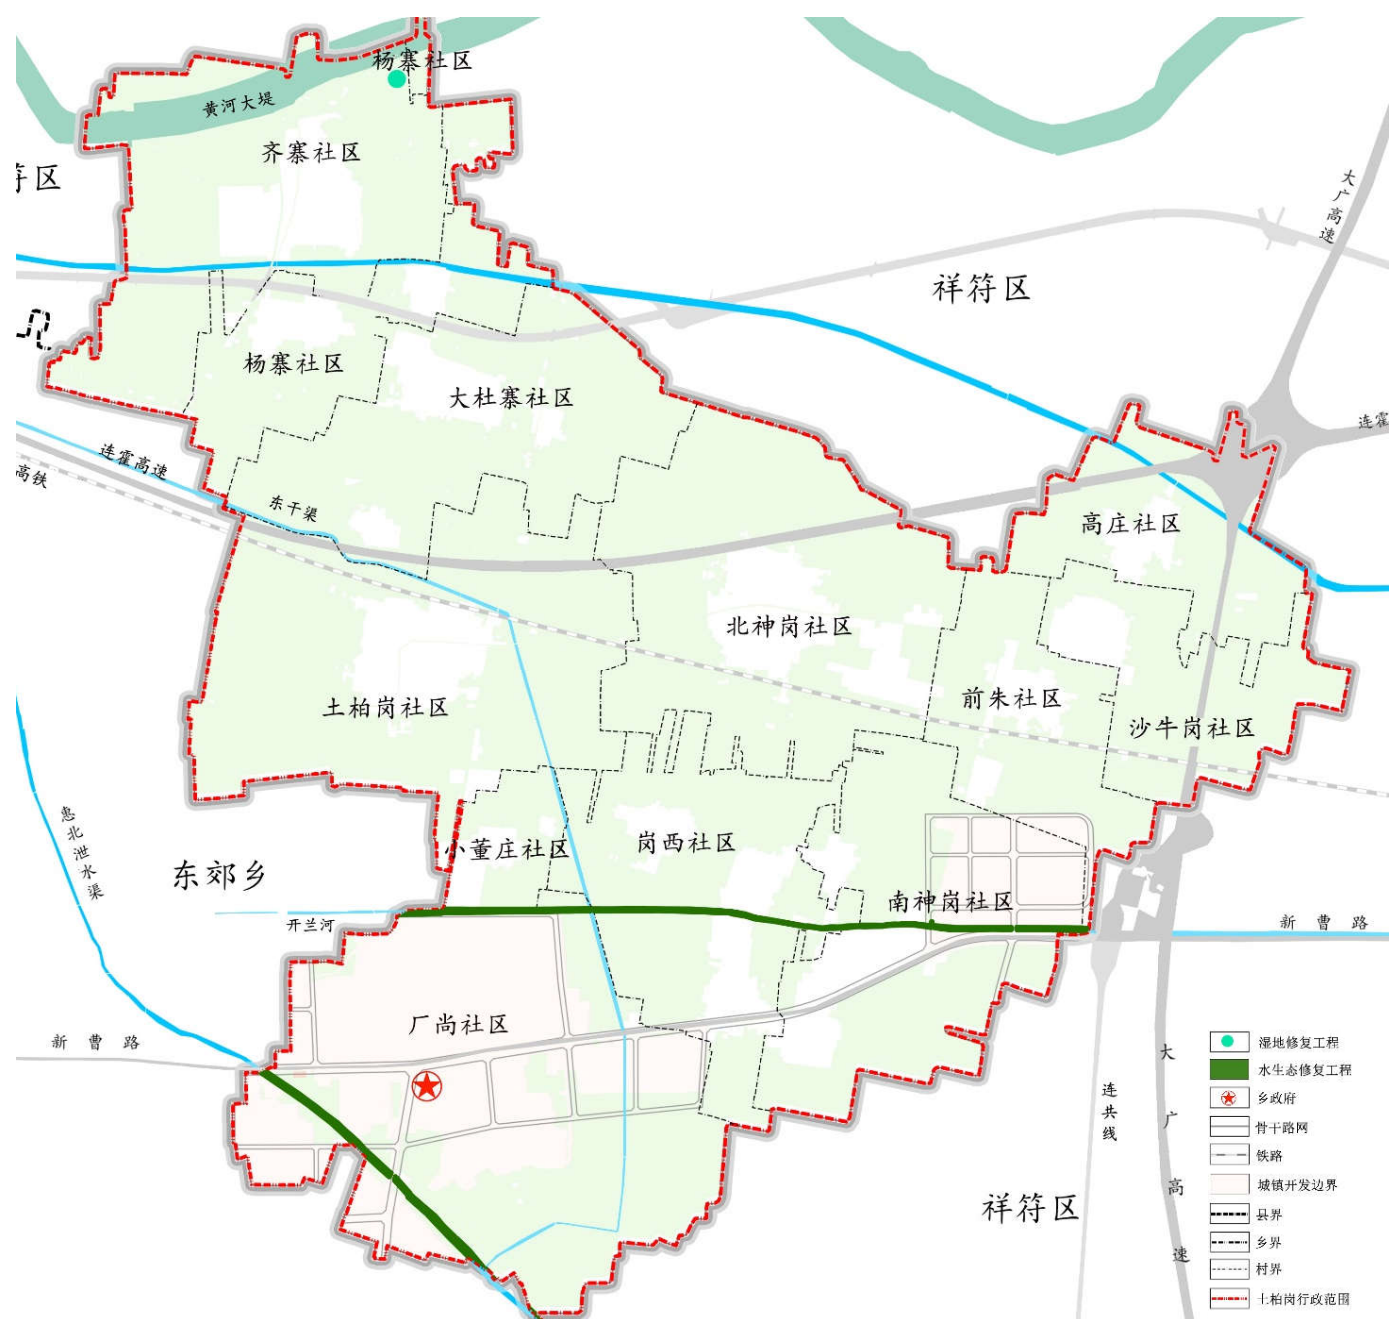 杨寨社区
黄河大堤
齐寨社区
符区
大广高速
祥符区
杨寨社区
大杜寨社区
连霍
连霍高速
高铁
东干渠
高庄社区
北神岗社区
前朱社区
土柏岗社区
沙牛岗社区
惠北泄水渠
小董庄社区
岗西社区
东郊乡
南神岗社区
开兰河
新曹路
厂尚社区
新曹路
大广高速
连共线
祥符区
湿地修复工程
水生态修复工程
乡政府
骨干路网
铁路
城镇开发边界
县界
乡界
村界
土柏岗行政范围